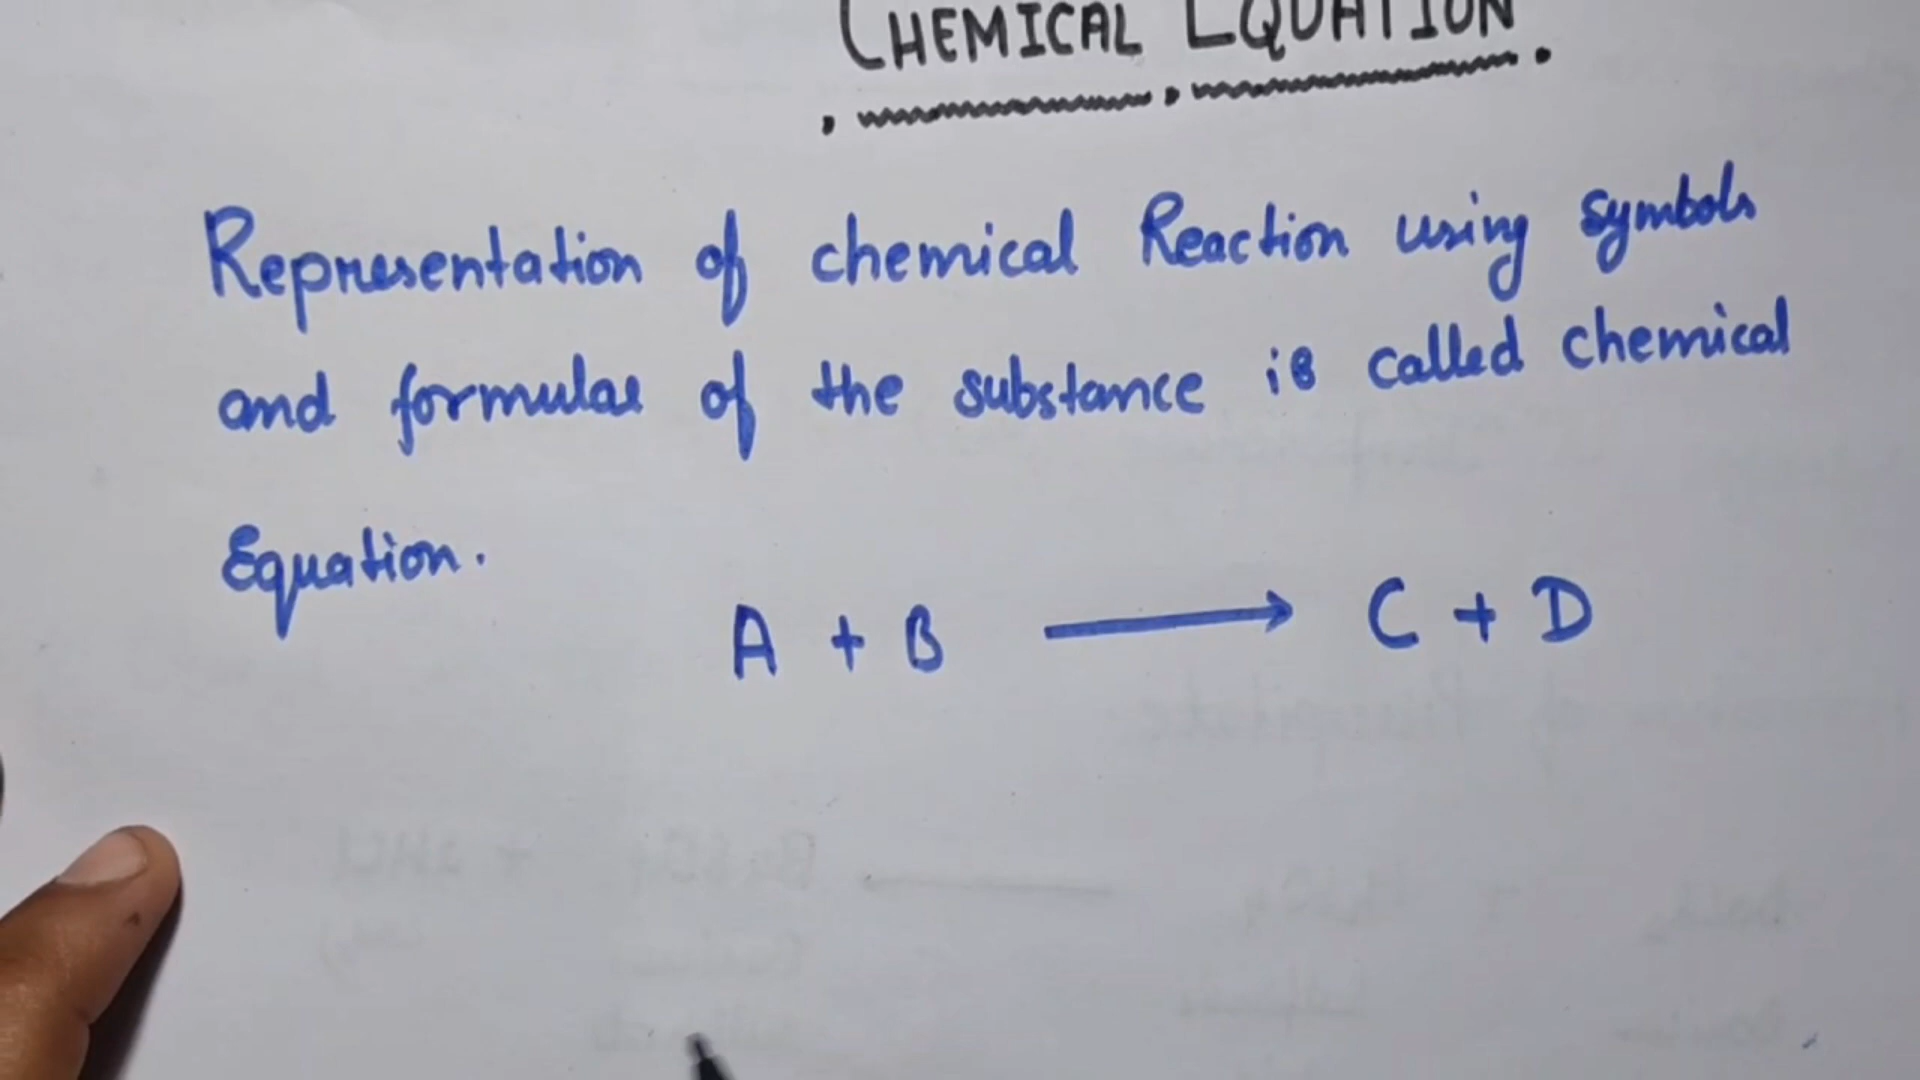 CHEMICAL EQUATION
Representation of chemical Reaction using symbols
and formulae of the substance is called chemical
Equation.
A + B → C + D